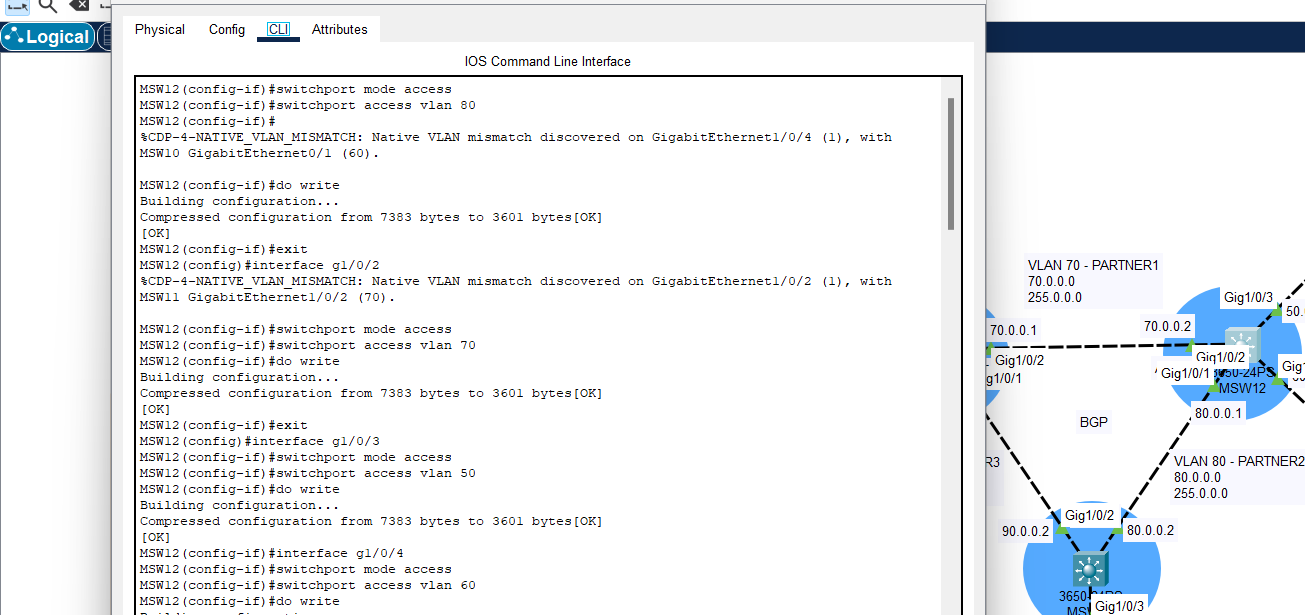 Logical
Physical
Config
CLI
Attributes
IOS Command Line Interface
MSW12(config-if)#switchport mode access
MSW12(config-if)#switchport access vlan 80
MSW12(config-if)#
%CDP-4-NATIVE_VLAN_MISMATCH: Native VLAN mismatch discovered on GigabitEthernet1/0/4 (1), with
MSW10 GigabitEthernet0/1 (60).
MSW12(config-if)#do write
Building configuration...
Compressed configuration from 7383 bytes to 3601 bytes[OK]
[OK]
MSW12(config-if)#exit
MSW12(config)#interface g1/0/2
%CDP-4-NATIVE_VLAN_MISMATCH: Native VLAN mismatch discovered on GigabitEthernet1/0/2 (1), with
MSW11 GigabitEthernet1/0/2 (70).
MSW12(config-if)#switchport mode access
MSW12(config-if)#switchport access vlan 70
MSW12(config-if)#do write
Building configuration...
Compressed configuration from 7383 bytes to 3601 bytes[OK]
[OK]
MSW12(config-if)#exit
MSW12(config)#interface g1/0/3
MSW12(config-if)#switchport mode access
MSW12(config-if)#switchport access vlan 50
MSW12(config-if)#do write
Building configuration...
Compressed configuration from 7383 bytes to 3601 bytes[OK]
[OK]
MSW12(config-if)#interface g1/0/4
MSW12(config-if)#switchport mode access
MSW12(config-if)#switchport access vlan 60
MSW12(config-if)#do write
VLAN 70 - PARTNER1
70.0.0.0
255.0.0.0
Gig1/0/3
50.
70.0.0.1
70.0.0.2
Gig1/0/2
g1/0/1
Gig1/0/2
Gig1/0/1
Gig
3650-24PS
MSW12
80.0.0.1
BGP
R3
VLAN 80 - PARTNER2
80.0.0.0
255.0.0.0
Gig1/0/2
90.0.0.2
80.0.0.2
Gig1/0/3